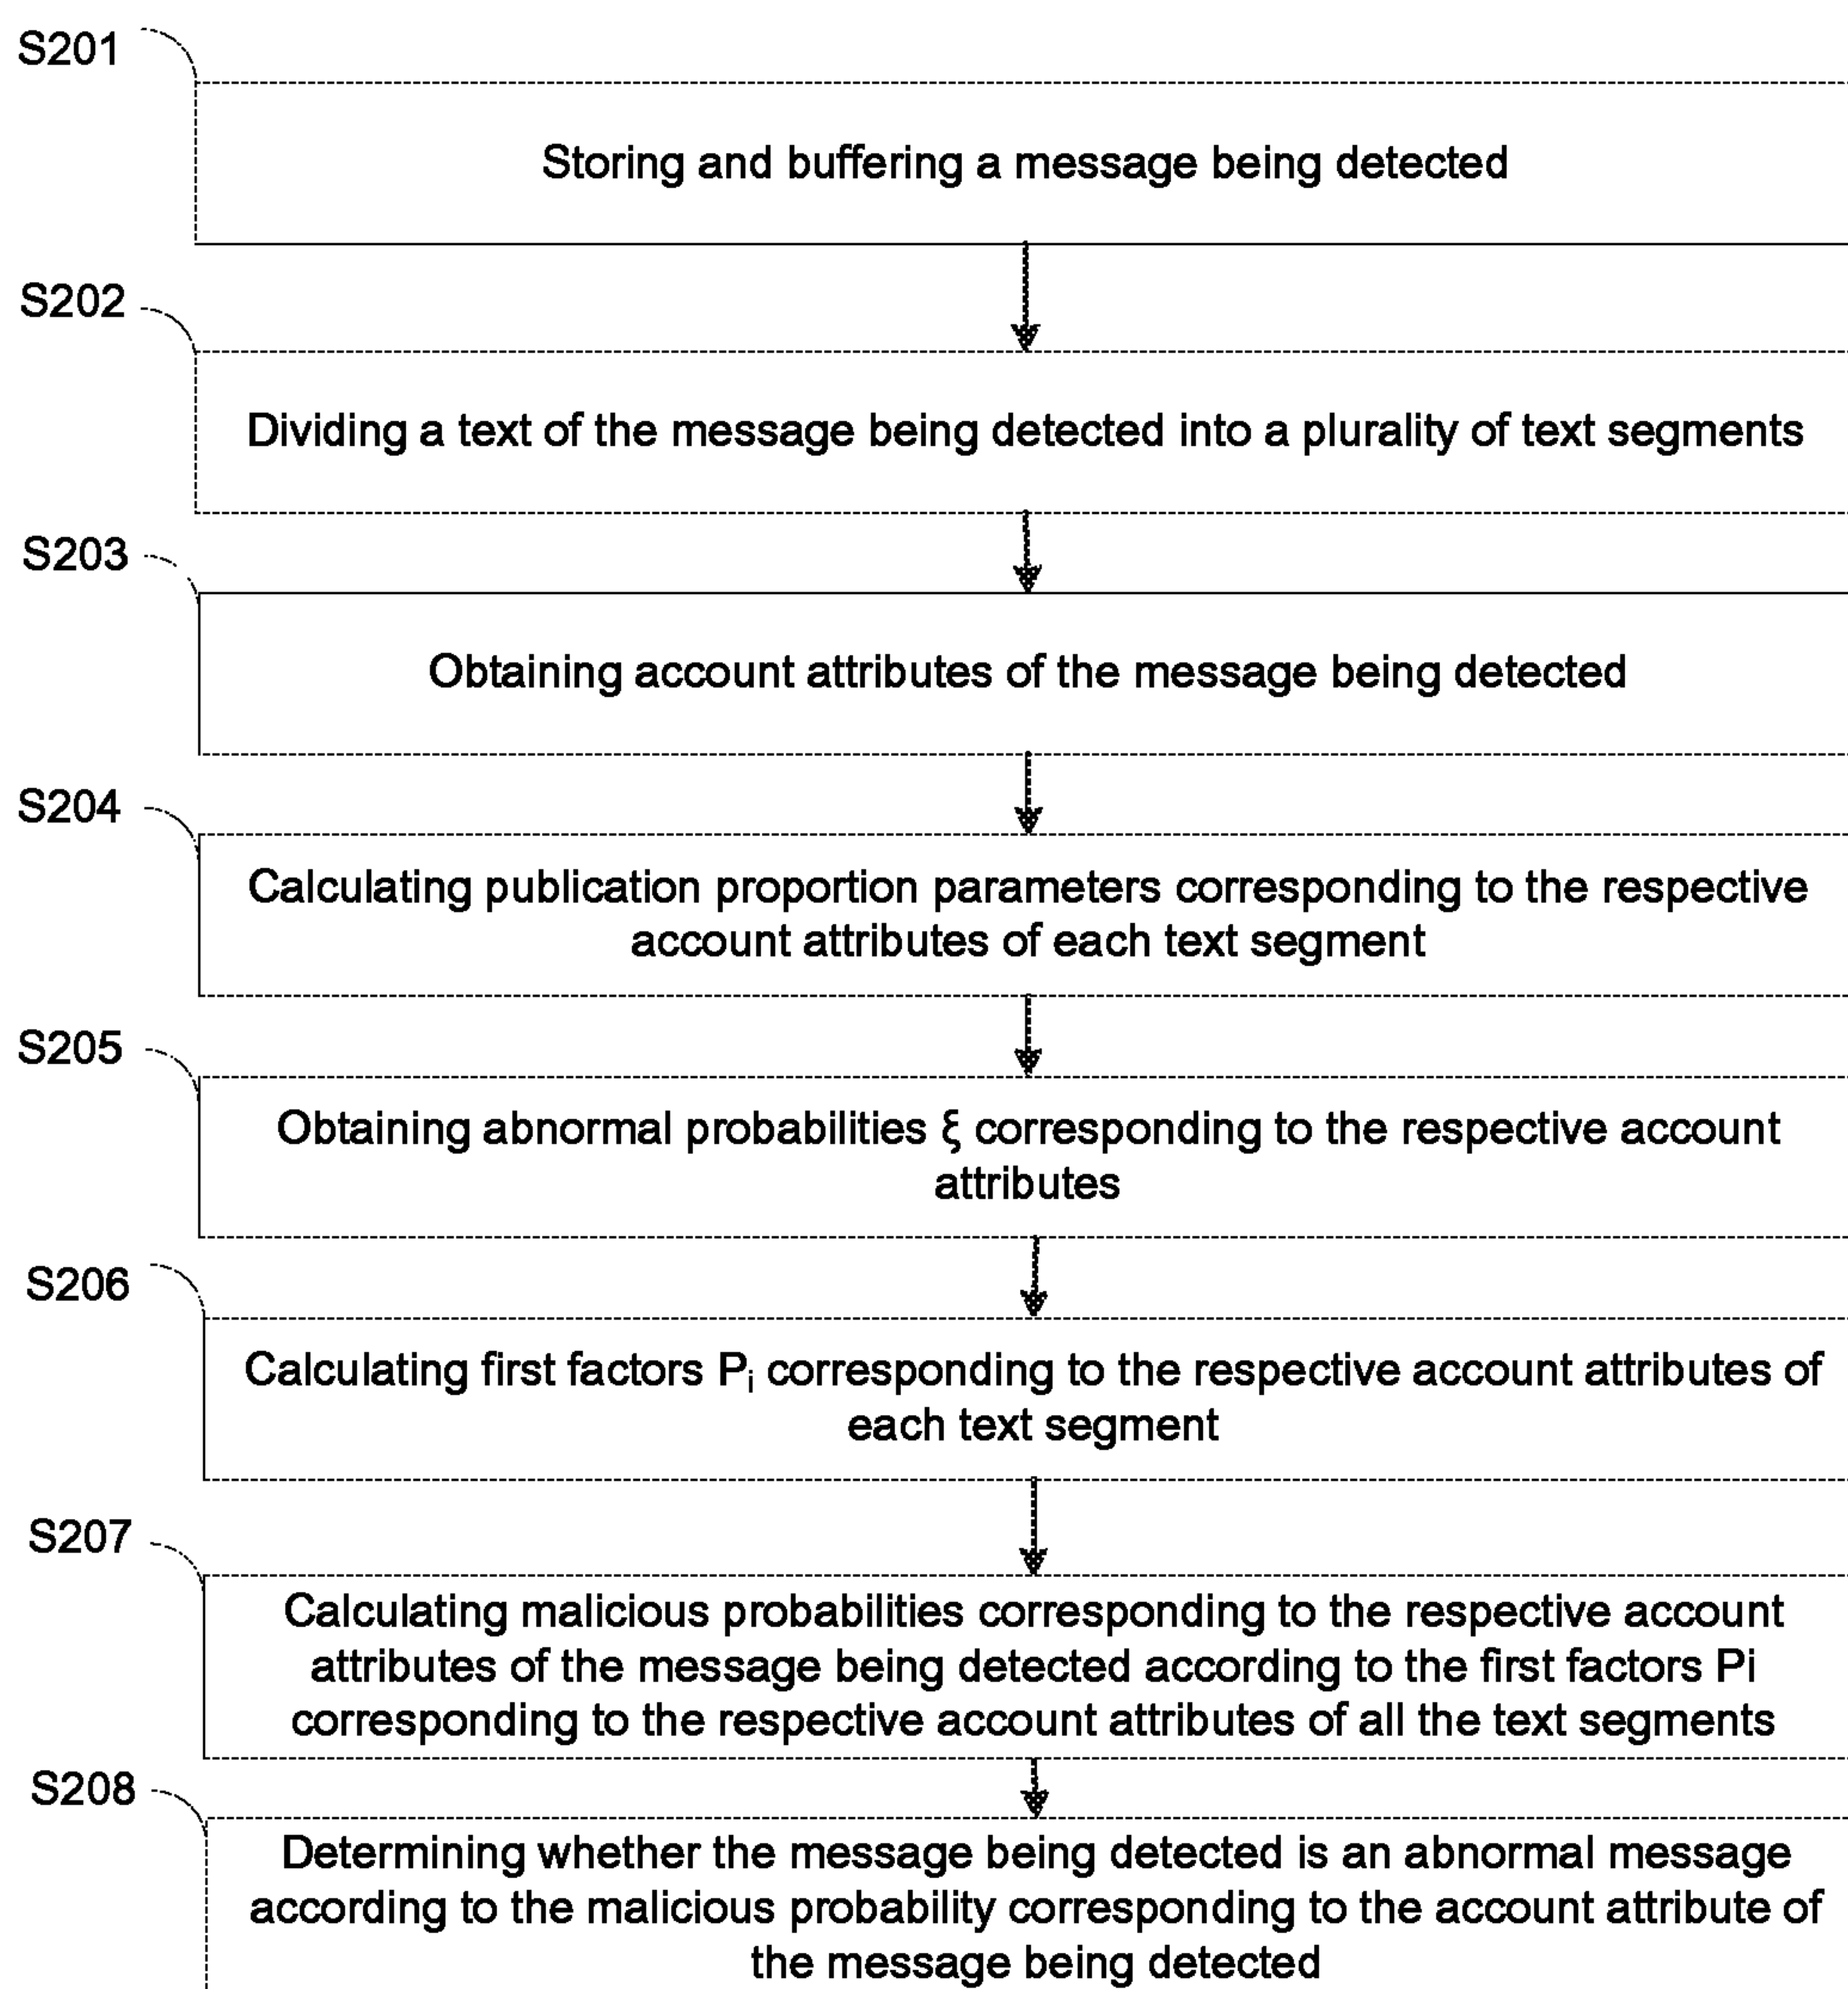 S201
Storing and buffering a message being detected
S202
Dividing a text of the message being detected into a plurality of text segments
S203
Obtaining account attributes of the message being detected
S204
Calculating publication proportion parameters corresponding to the respective
account attributes of each text segment
S205
Obtaining abnormal probabilities ξ corresponding to the respective account
attributes
S206
Calculating first factors Pᵢ corresponding to the respective account attributes of
each text segment
S207
Calculating malicious probabilities corresponding to the respective account
attributes of the message being detected according to the first factors Pi
corresponding to the respective account attributes of all the text segments
S208
Determining whether the message being detected is an abnormal message
according to the malicious probability corresponding to the account attribute of
the message being detected